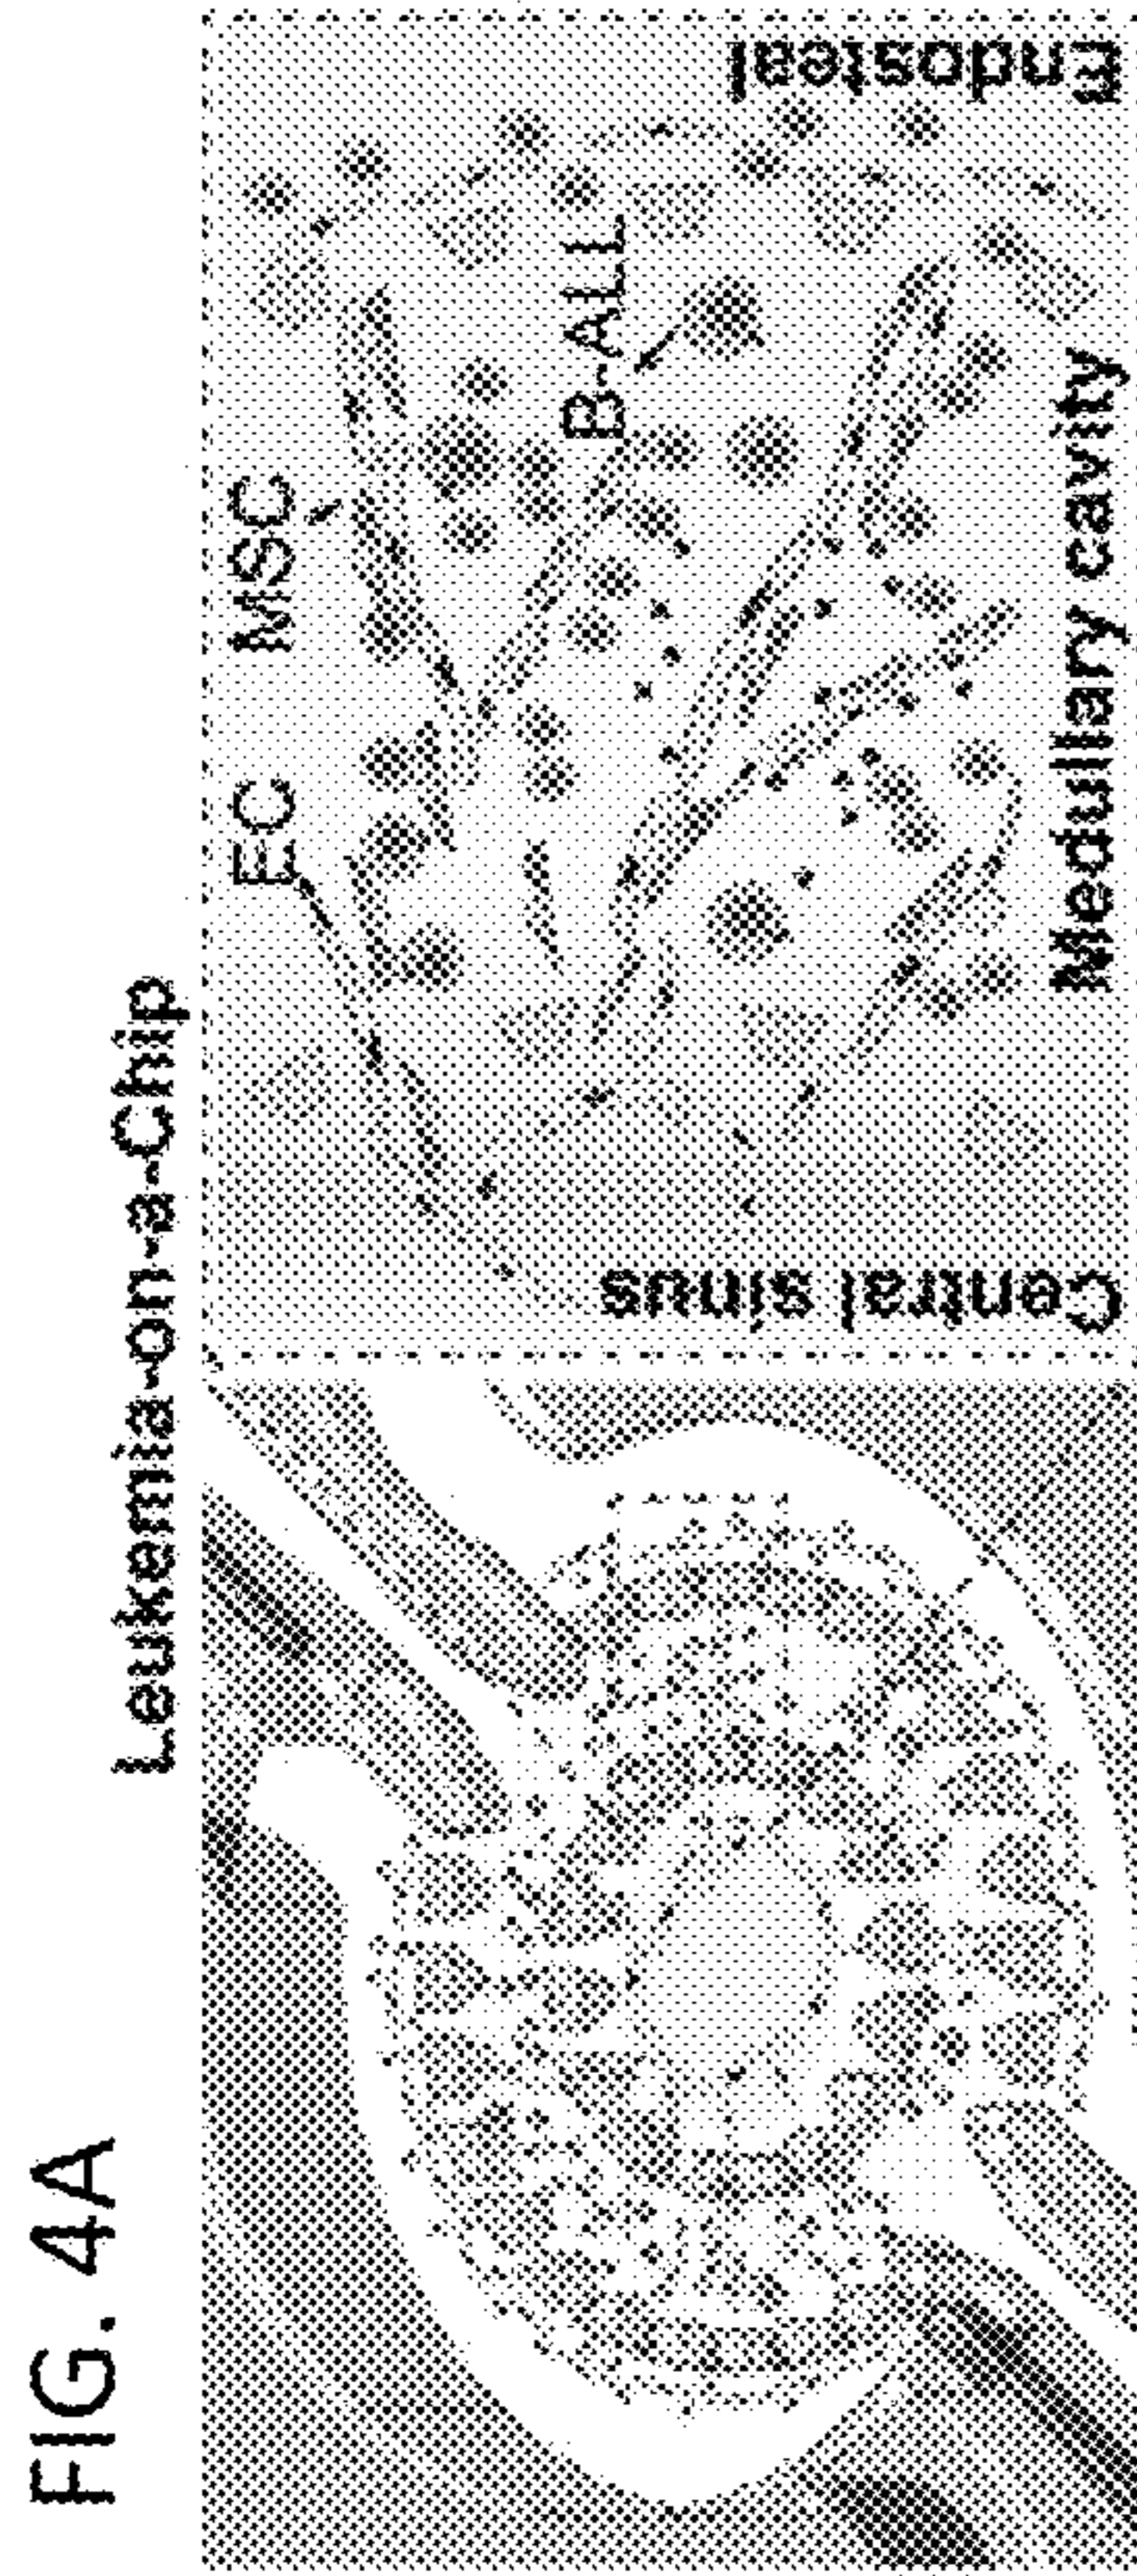 FIG. 4A
Leukemia-on-a-Chip
EC
MSC
B-ALL
Central sinus
Medullary cavity
Endosteal